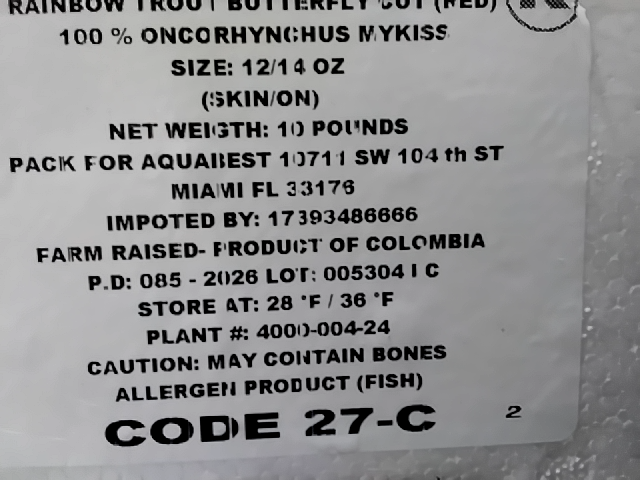 RAINBOW TROUT BUTTERFLY CUT (RED)
100 % ONCORHYNCHUS MYKISS
SIZE: 12/14 OZ
(SKIN/ON)
NET WEIGTH: 10 POUNDS
PACK FOR AQUABEST 10711 SW 104 th ST
MIAMI FL 33176
IMPOTED BY: 17393486666
FARM RAISED- PRODUCT OF COLOMBIA
P.D: 085 - 2026 LOT: 005304 I C
STORE AT: 28 °F / 36 °F
PLANT #: 4000-004-24
CAUTION: MAY CONTAIN BONES
ALLERGEN PRODUCT (FISH)
CODE 27-C 2